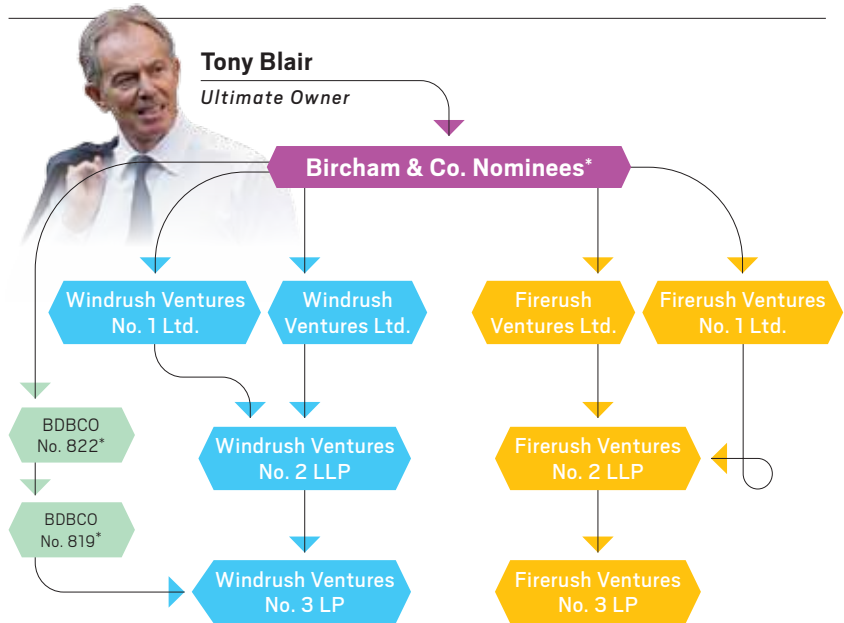 Tony Blair
Ultimate Owner
Bircham & Co. Nominees*
Windrush Ventures
No. 1 Ltd.
Windrush
Ventures Ltd.
Firerush
Ventures Ltd.
Firerush Ventures
No. 1 Ltd.
BDBCO
No. 822*
Windrush Ventures
No. 2 LLP
Firerush Ventures
No. 2 LLP
BDBCO
No. 819*
Windrush Ventures
No. 3 LP
Firerush Ventures
No. 3 LP